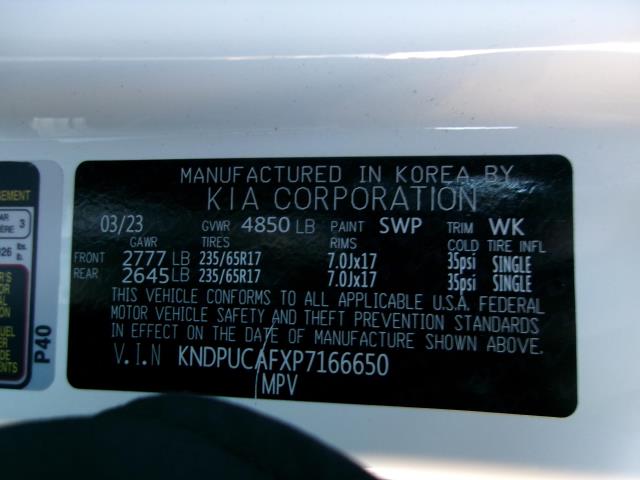 MANUFACTURED IN KOREA BY
KIA CORPORATION
03/23 GVWR 4850 LB PAINT SWP TRIM WK
GAWR TIRES RIMS COLD TIRE INFL
FRONT 2777 LB 235/65R17 7.0Jx17 35psi SINGLE
REAR 2645 LB 235/65R17 7.0Jx17 35psi SINGLE
THIS VEHICLE CONFORMS TO ALL APPLICABLE U.S.A. FEDERAL
MOTOR VEHICLE SAFETY AND THEFT PREVENTION STANDARDS
IN EFFECT ON THE DATE OF MANUFACTURE SHOWN ABOVE.
V.I.N KNDPUCAFXP7166650
MPV
P40
3
lbs.